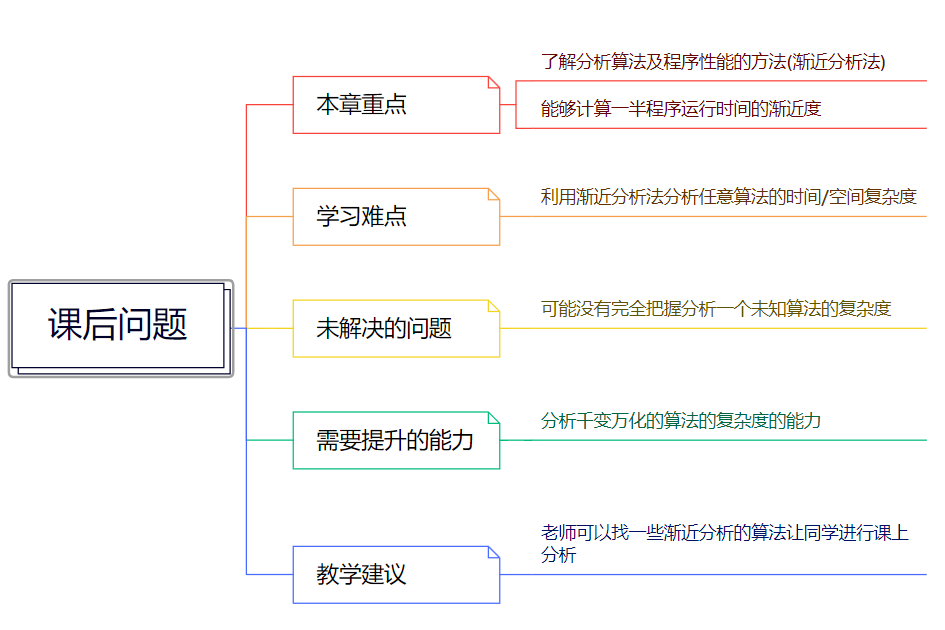 课后问题
本章重点
了解分析算法及程序性能的方法(渐近分析法)
能够计算一半程序运行时间的渐近度
学习难点
利用渐近分析法分析任意算法的时间/空间复杂度
未解决的问题
可能没有完全把握分析一个未知算法的复杂度
需要提升的能力
分析千变万化的算法的复杂度的能力
教学建议
老师可以找一些渐近分析的算法让同学进行课上
分析